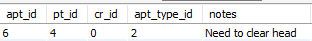 apt_id pt_id cr_id apt_type_id notes
6 4 0 2 Need to clear head